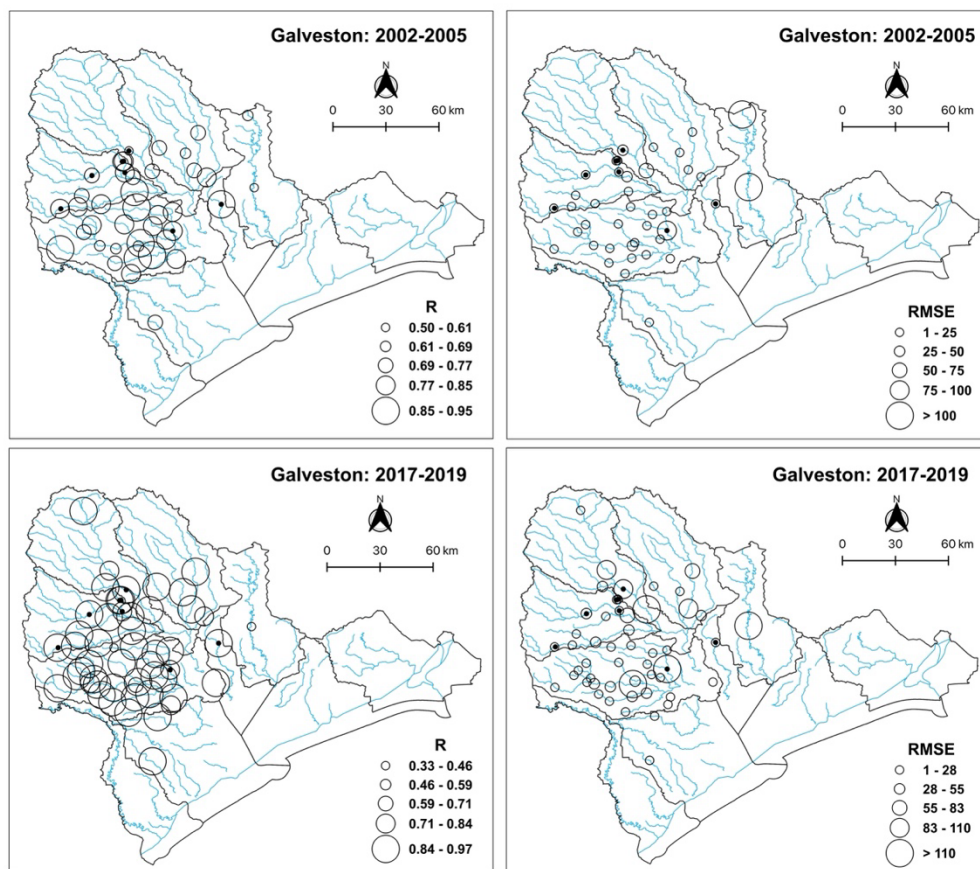 Galveston: 2002-2005
N
0 30 60 km
R
0.50 - 0.61
0.61 - 0.69
0.69 - 0.77
0.77 - 0.85
0.85 - 0.95
Galveston: 2002-2005
N
0 30 60 km
RMSE
1 - 25
25 - 50
50 - 75
75 - 100
> 100
Galveston: 2017-2019
N
0 30 60 km
R
0.33 - 0.46
0.46 - 0.59
0.59 - 0.71
0.71 - 0.84
0.84 - 0.97
Galveston: 2017-2019
N
0 30 60 km
RMSE
1 - 28
28 - 55
55 - 83
83 - 110
> 110